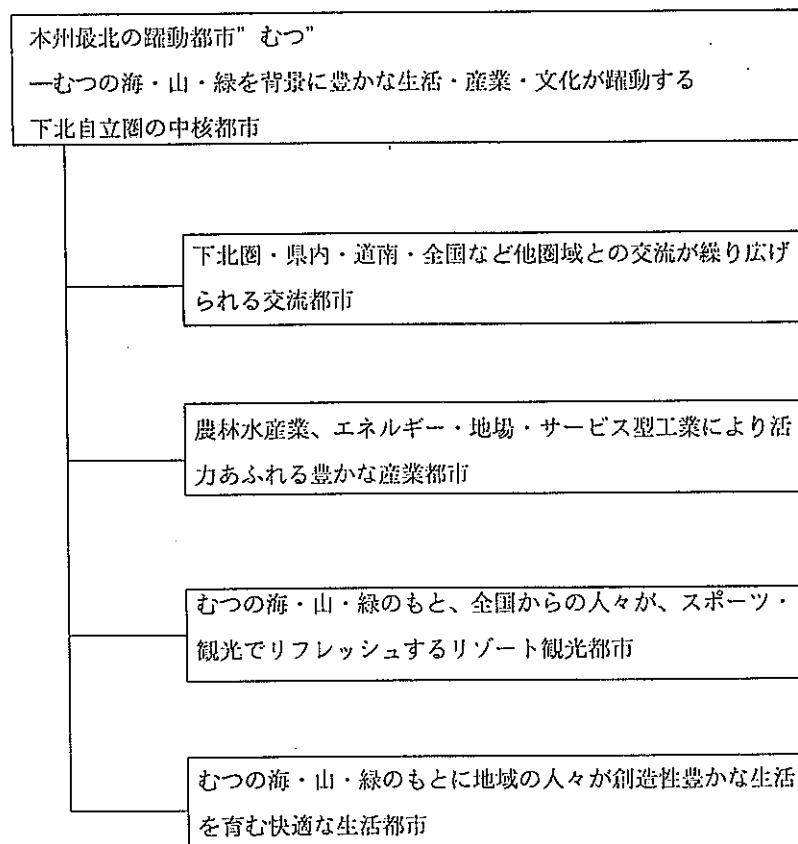 本州最北の躍動都市”むつ”
―むつの海・山・緑を背景に豊かな生活・産業・文化が躍動する
下北自立圏の中核都市
下北圏・県内・道南・全国など他圏域との交流が繰り広げ
られる交流都市
農林水産業、エネルギー・地場・サービス型工業により活
力あふれる豊かな産業都市
むつの海・山・緑のもと、全国からの人々が、スポーツ・
観光でリフレッシュするリゾート観光都市
むつの海・山・緑のもとに地域の人々が創造性豊かな生活
を育む快適な生活都市